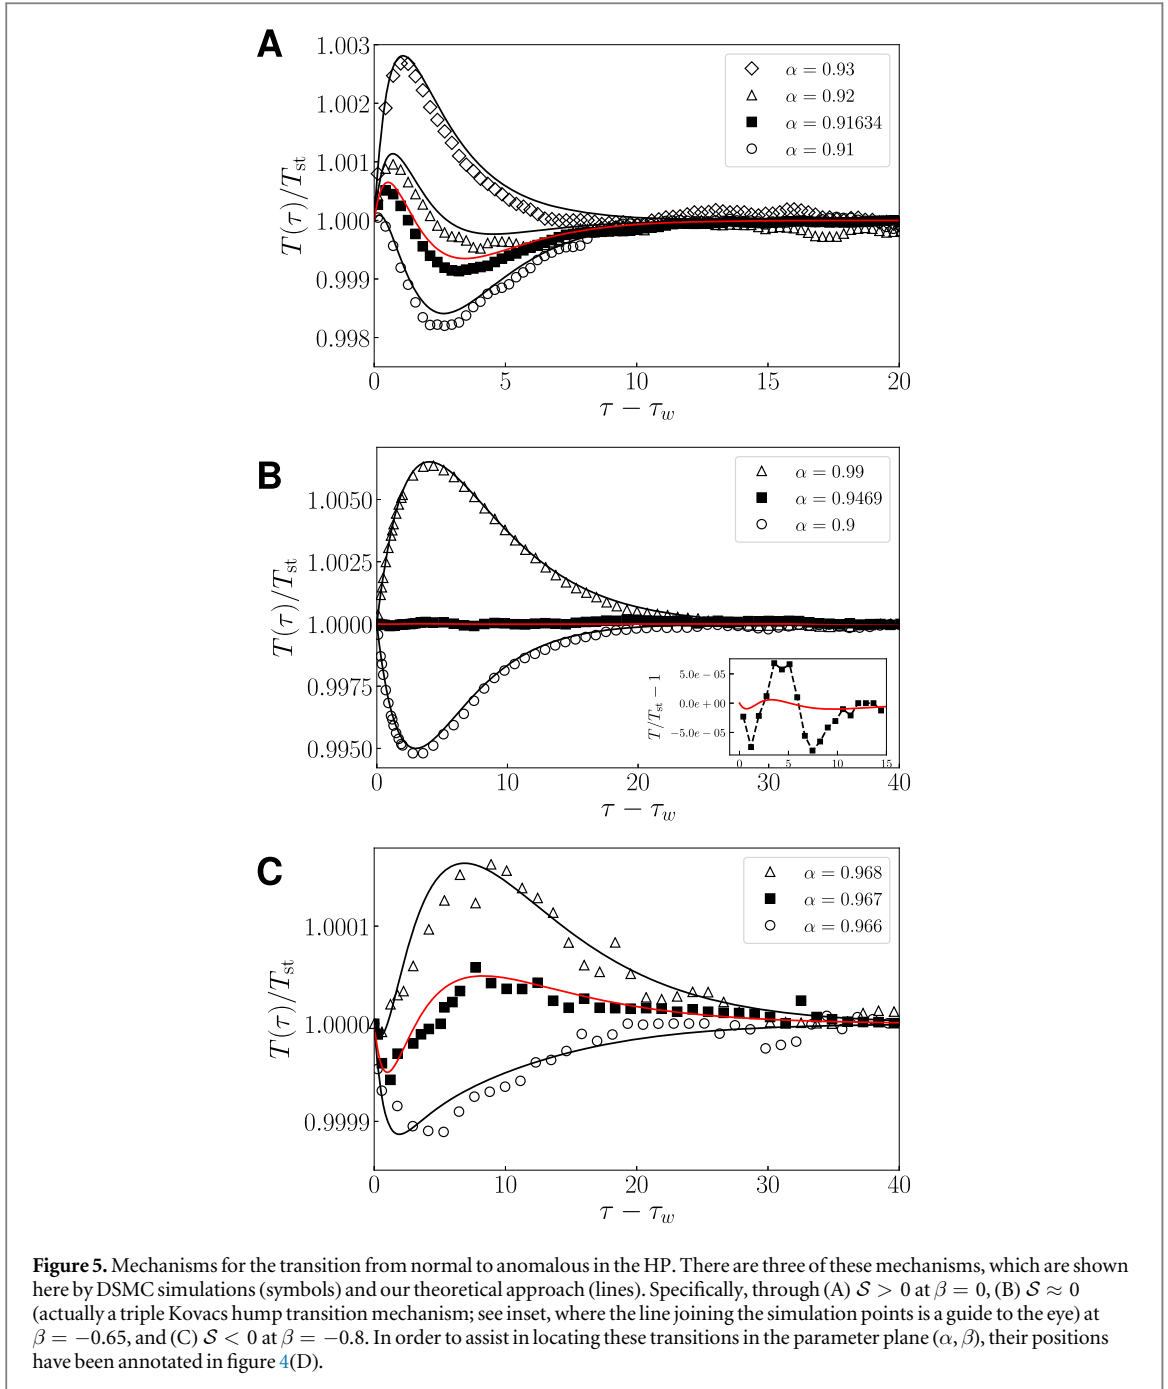 A
1.003
1.002
1.001
1.000
0.999
0.998
T(τ)/T_st
α = 0.93
α = 0.92
α = 0.91634
α = 0.91
0 5 10 15 20
τ − τ_w
B
1.0050
1.0025
1.0000
0.9975
0.9950
T(τ)/T_st
α = 0.99
α = 0.9469
α = 0.9
5.0e − 05
0.0e + 00
−5.0e − 05
T/T_st − 1
0 5 10 15
0 10 20 30 40
τ − τ_w
C
1.0001
1.0000
0.9999
T(τ)/T_st
α = 0.968
α = 0.967
α = 0.966
0 10 20 30 40
τ − τ_w
Figure 5. Mechanisms for the transition from normal to anomalous in the HP. There are three of these mechanisms, which are shown
here by DSMC simulations (symbols) and our theoretical approach (lines). Specifically, through (A) 𝒮 > 0 at β = 0, (B) 𝒮 ≈ 0
(actually a triple Kovacs hump transition mechanism; see inset, where the line joining the simulation points is a guide to the eye) at
β = −0.65, and (C) 𝒮 < 0 at β = −0.8. In order to assist in locating these transitions in the parameter plane (α, β), their positions
have been annotated in figure 4(D).